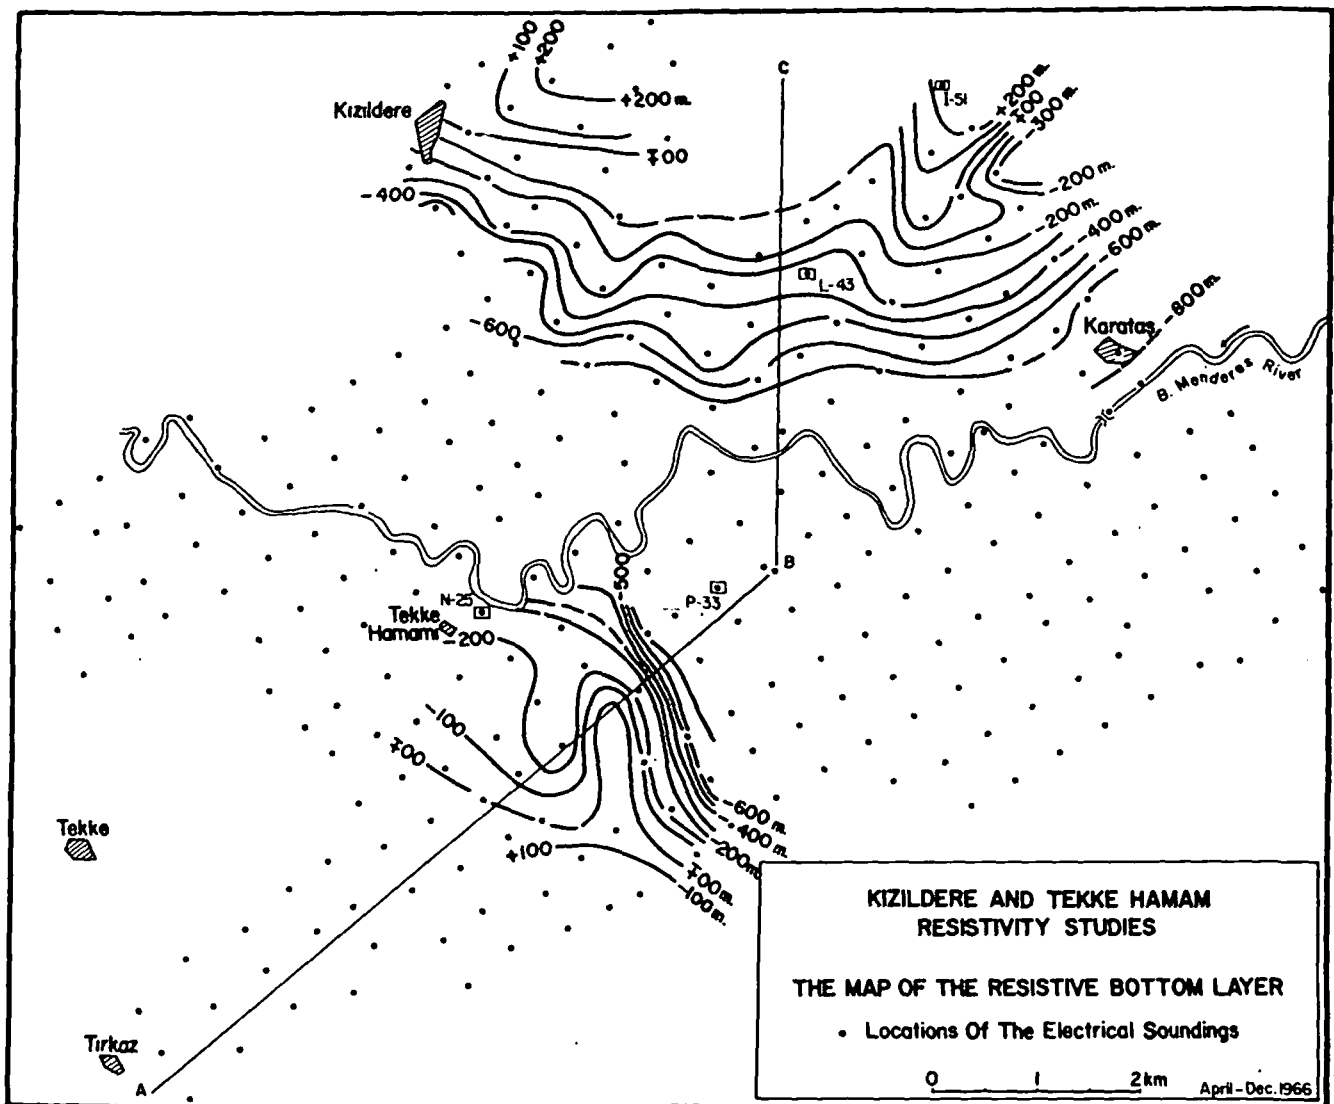 +100
+200
+200 m.
Kızıldere
∓00
-400
C
I-51
+200 m.
∓00
-300 m.
-200 m.
-200 m.
-400 m.
-600 m.
L-43
-600
Karataş
-800 m.
B. Menderes River
-500
B
N-25
P-33
Tekke
Hamamı
-200
-100
∓00
Tekke
+100
-600 m.
-400 m.
-200 m.
∓00 m.
-100 m.
Tırkaz
A
KIZILDERE AND TEKKE HAMAM
RESISTIVITY STUDIES
THE MAP OF THE RESISTIVE BOTTOM LAYER
• Locations Of The Electrical Soundings
0 1 2 km
April-Dec. 1966